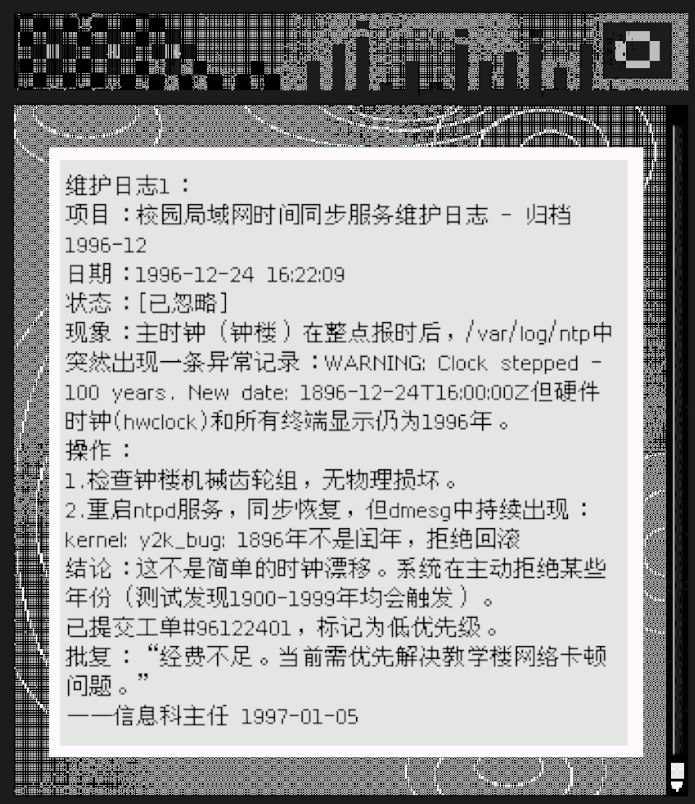 维护日志1：
项目：校园局域网时间同步服务维护日志 - 归档
1996-12
日期：1996-12-24 16:22:09
状态：[已忽略]
现象：主时钟（钟楼）在整点报时后，/var/log/ntp中
突然出现一条异常记录：WARNING: Clock stepped -
100 years. New date: 1896-12-24T16:00:00Z但硬件
时钟(hwclock)和所有终端显示仍为1996年。
操作：
1.检查钟楼机械齿轮组，无物理损坏。
2.重启ntpd服务，同步恢复，但dmesg中持续出现：
kernel: y2k_bug: 1896年不是闰年，拒绝回滚
结论：这不是简单的时钟漂移。系统在主动拒绝某些
年份（测试发现1900-1999年均会触发）。
已提交工单#96122401，标记为低优先级。
批复：“经费不足。当前需优先解决教学楼网络卡顿
问题。”
——信息科主任 1997-01-05